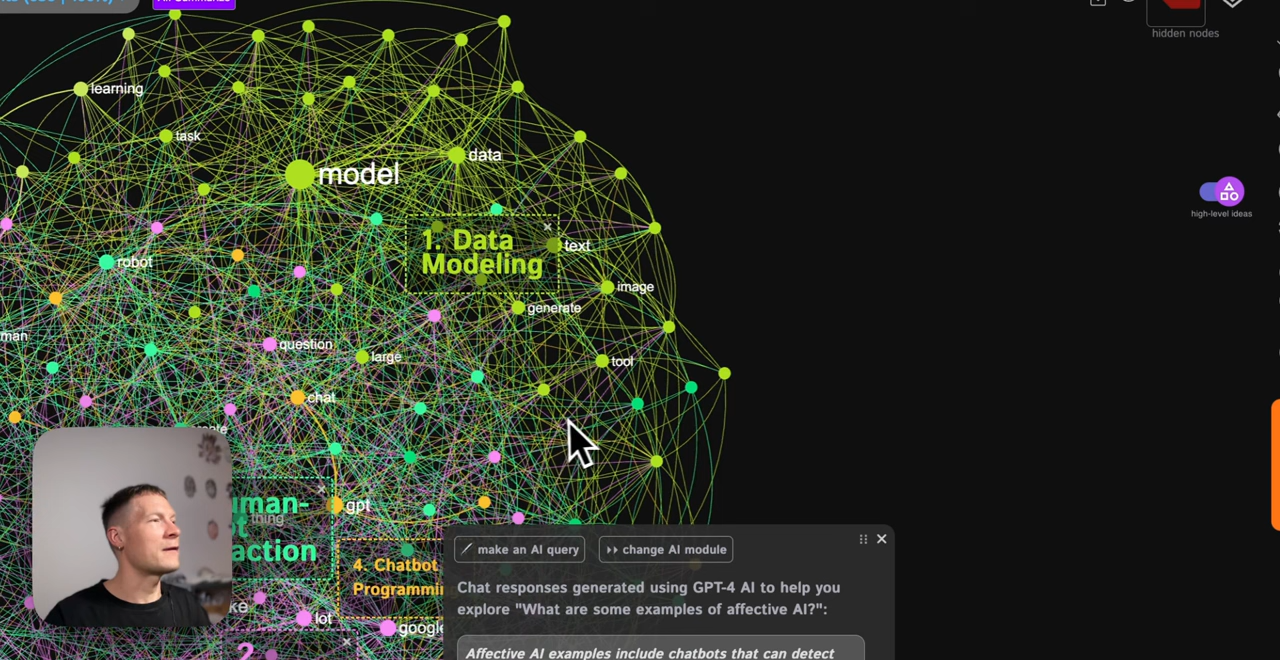 hidden nodes
learning
task
model
data
high-level ideas
1. Data
Modeling
text
robot
image
generate
man
question
large
tool
chat
gpt
thing
action
4. Chatbot
lot
google
make an AI query
change AI module
Chat responses generated using GPT-4 AI to help you
explore "What are some examples of affective AI?":
Affective AI examples include chatbots that can detect